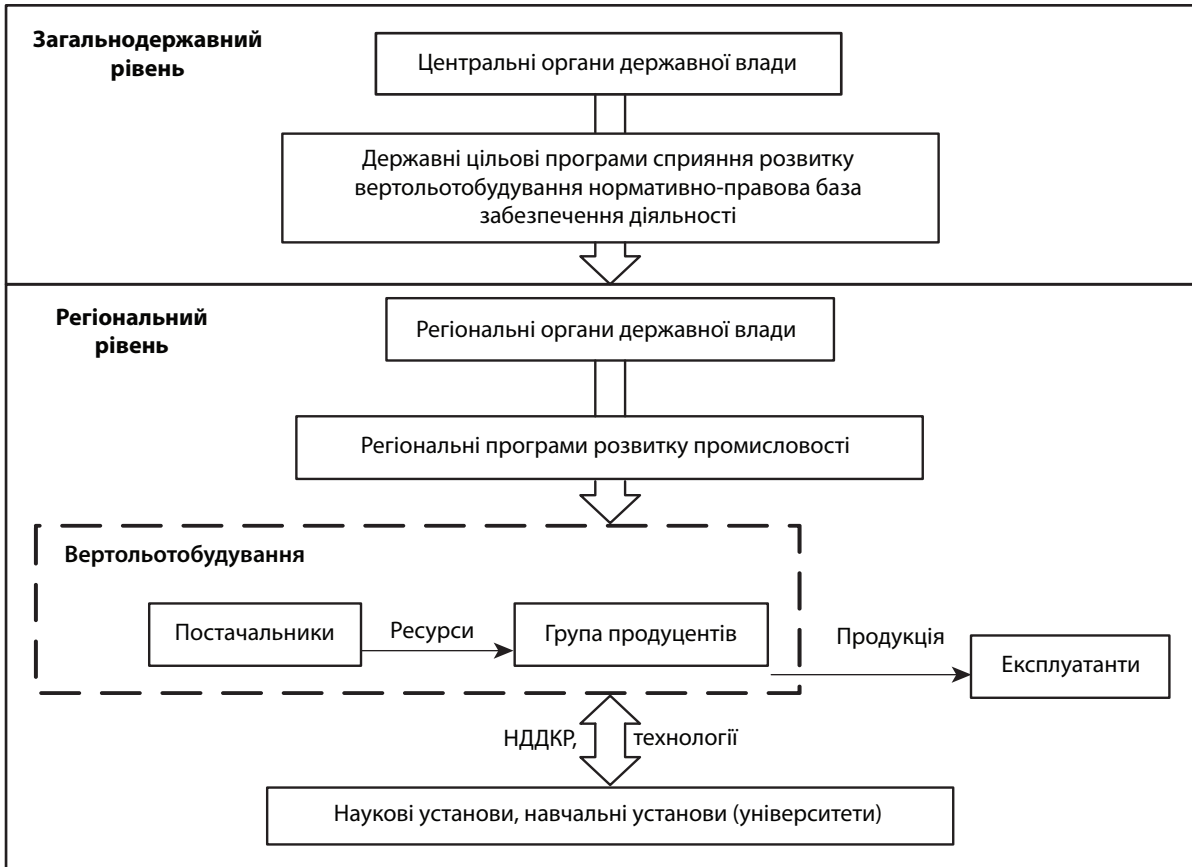 Загальнодержавний
рівень
Центральні органи державної влади
Державні цільові програми сприяння розвитку
вертольотобудування нормативно-правова база
забезпечення діяльності
Регіональний
рівень
Регіональні органи державної влади
Регіональні програми розвитку промисловості
Вертольотобудування
Постачальники
Ресурси
Група продуцентів
Продукція
Експлуатанти
НДДКР, технології
Наукові установи, навчальні установи (університети)